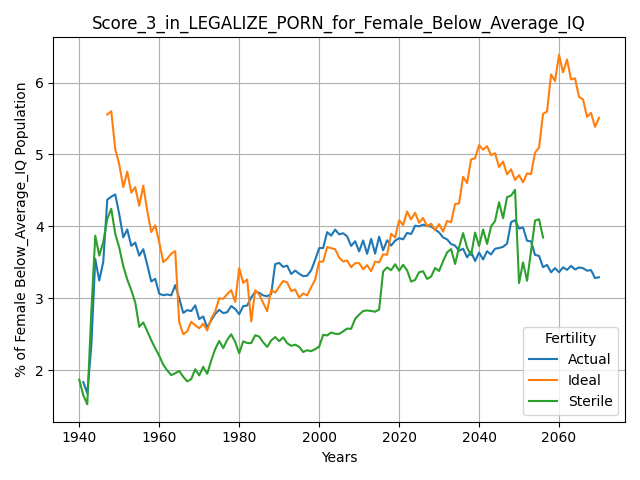 Score_3_in_LEGALIZE_PORN_for_Female_Below_Average_IQ
% of Female Below_Average_IQ Population
6
5
4
3
2
Fertility
Actual
Ideal
Sterile
1940 1960 1980 2000 2020 2040 2060
Years